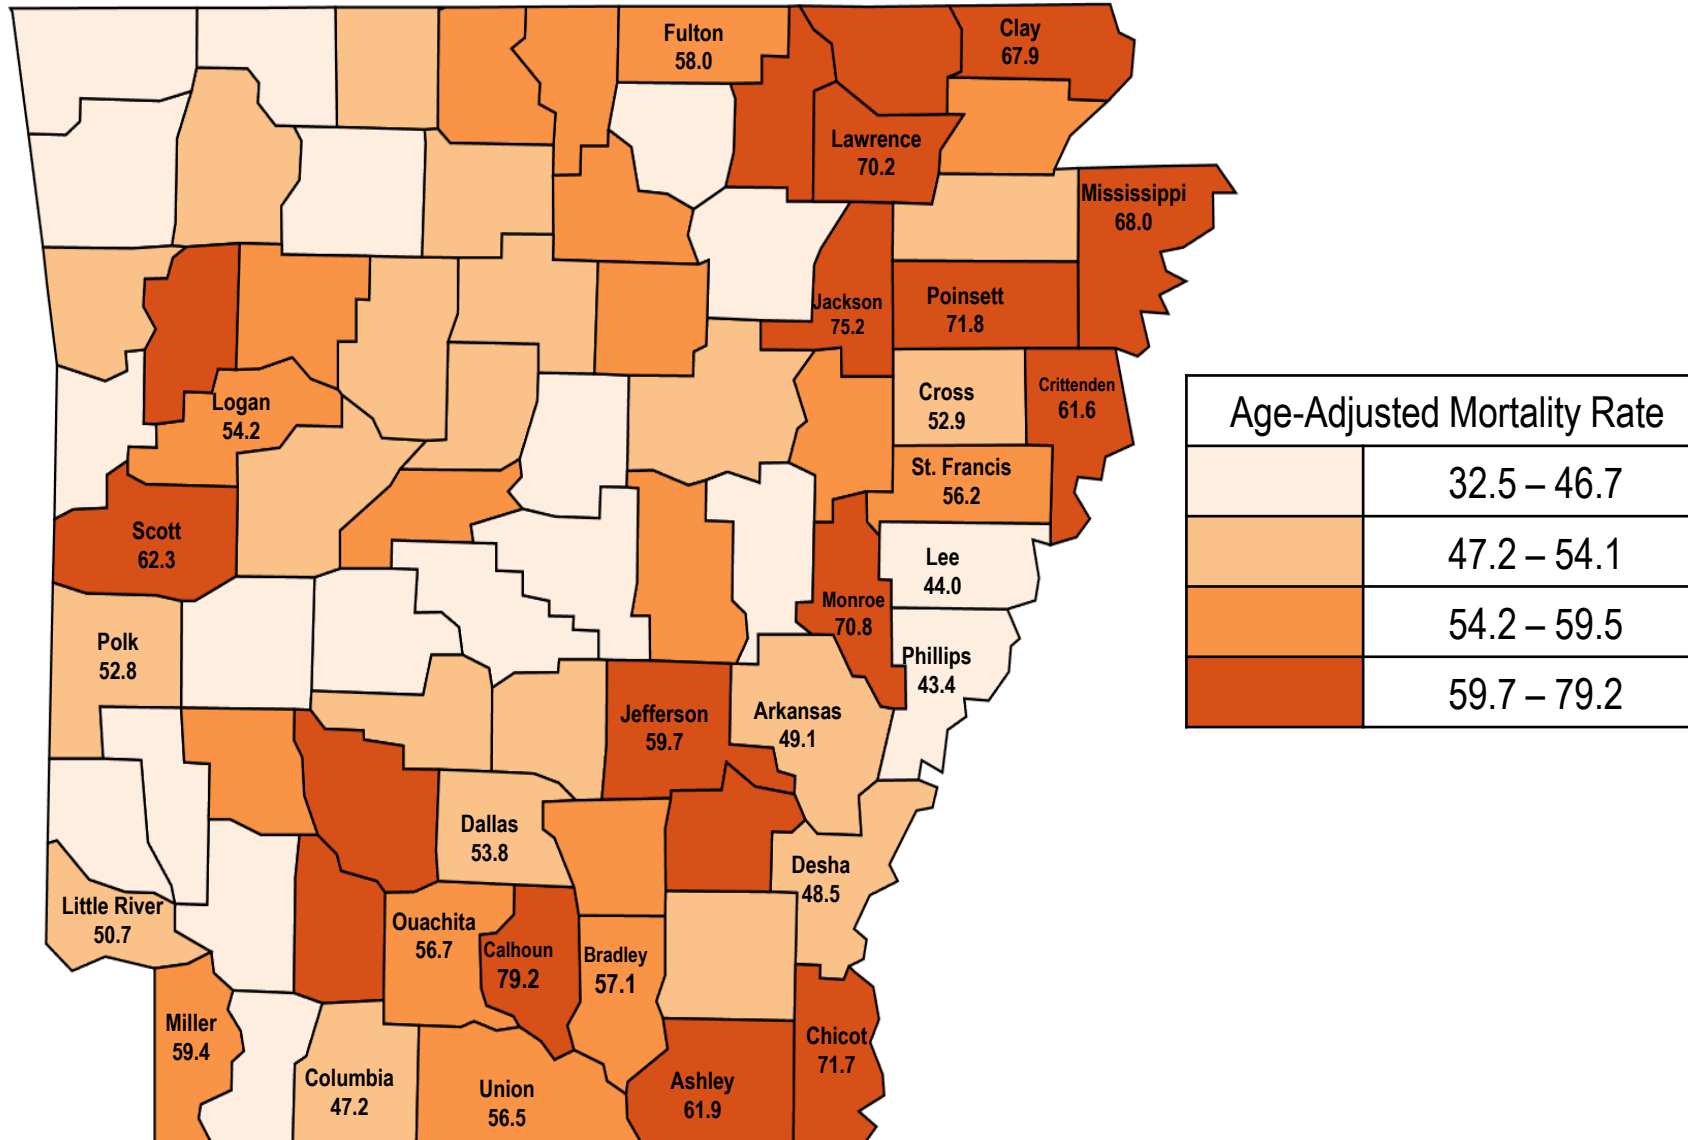 Fulton
58.0
Clay
67.9
Lawrence
70.2
Mississippi
68.0
Jackson
75.2
Poinsett
71.8
Logan
54.2
Cross
52.9
Crittenden
61.6
St. Francis
56.2
Scott
62.3
Lee
44.0
Monroe
70.8
Polk
52.8
Phillips
43.4
Jefferson
59.7
Arkansas
49.1
Dallas
53.8
Desha
48.5
Little River
50.7
Ouachita
56.7
Calhoun
79.2
Bradley
57.1
Miller
59.4
Chicot
71.7
Columbia
47.2
Union
56.5
Ashley
61.9
Age-Adjusted Mortality Rate
32.5 – 46.7
47.2 – 54.1
54.2 – 59.5
59.7 – 79.2